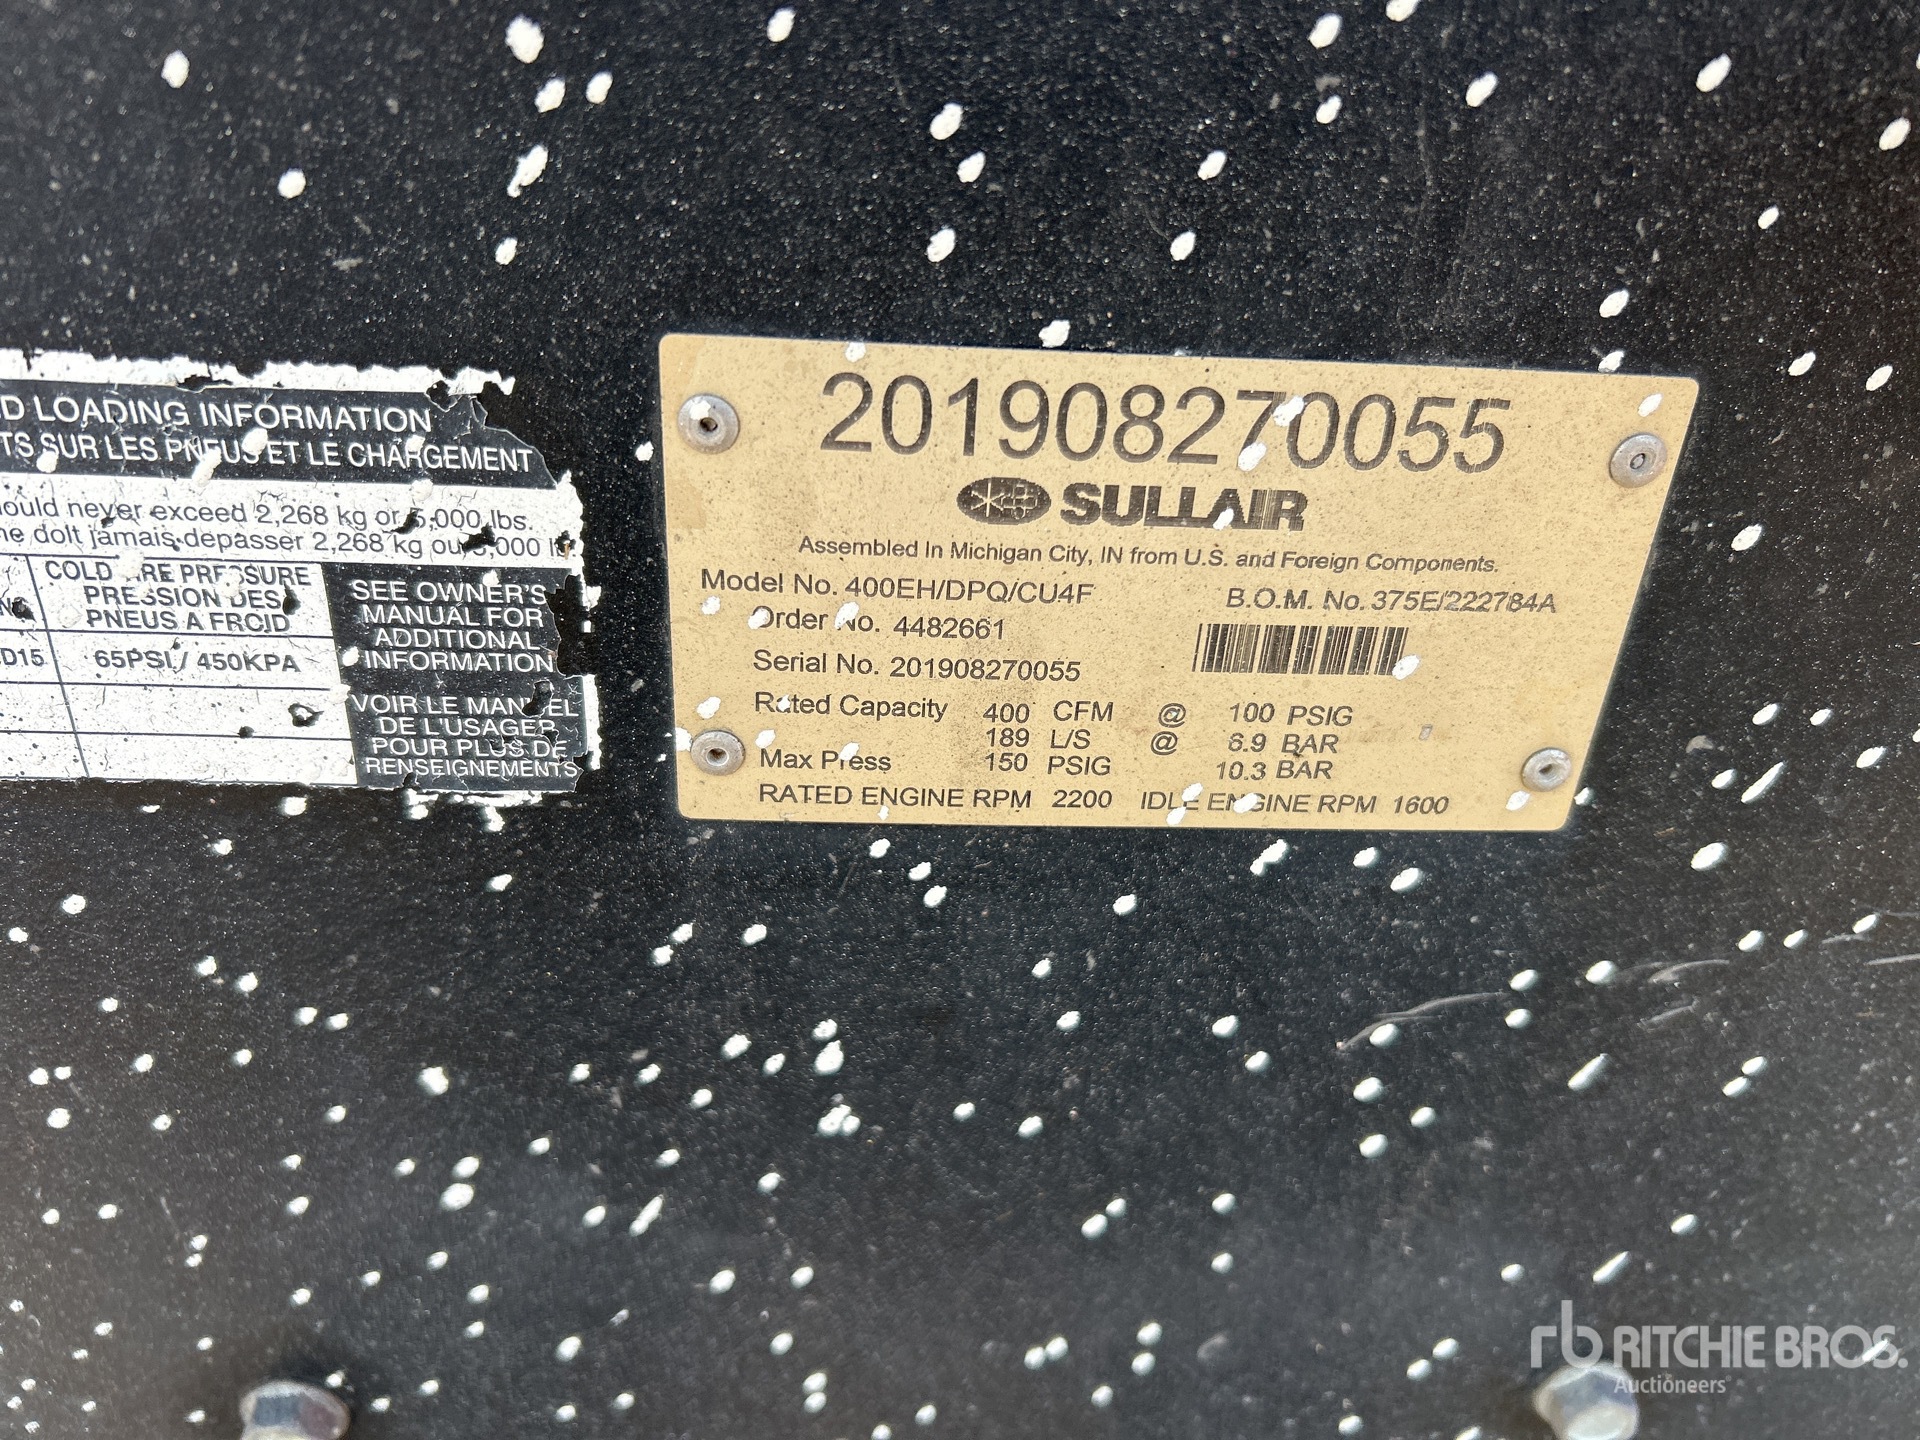 D LOADING INFORMATION
TS SUR LES PNEUS ET LE CHARGEMENT
ould never exceed 2,268 kg or 5,000 lbs.
ne doit jamais dépasser 2,268 kg ou 5,000 lb
COLD TIRE PRESSURE
PRESSION DES
PNEUS A FROID
D15 65PSI / 450KPA
SEE OWNER'S
MANUAL FOR
ADDITIONAL
INFORMATION
VOIR LE MANUEL
DE L'USAGER
POUR PLUS DE
RENSEIGNEMENTS
201908270055
SULLAIR
Assembled In Michigan City, IN from U.S. and Foreign Components.
Model No. 400EH/DPQ/CU4F B.O.M. No. 375E/222784A
Order No. 4482661
Serial No. 201908270055
Rated Capacity 400 CFM @ 100 PSIG
189 L/S @ 6.9 BAR
Max Press 150 PSIG 10.3 BAR
RATED ENGINE RPM 2200 IDLE ENGINE RPM 1600
rb RITCHIE BROS.
Auctioneers